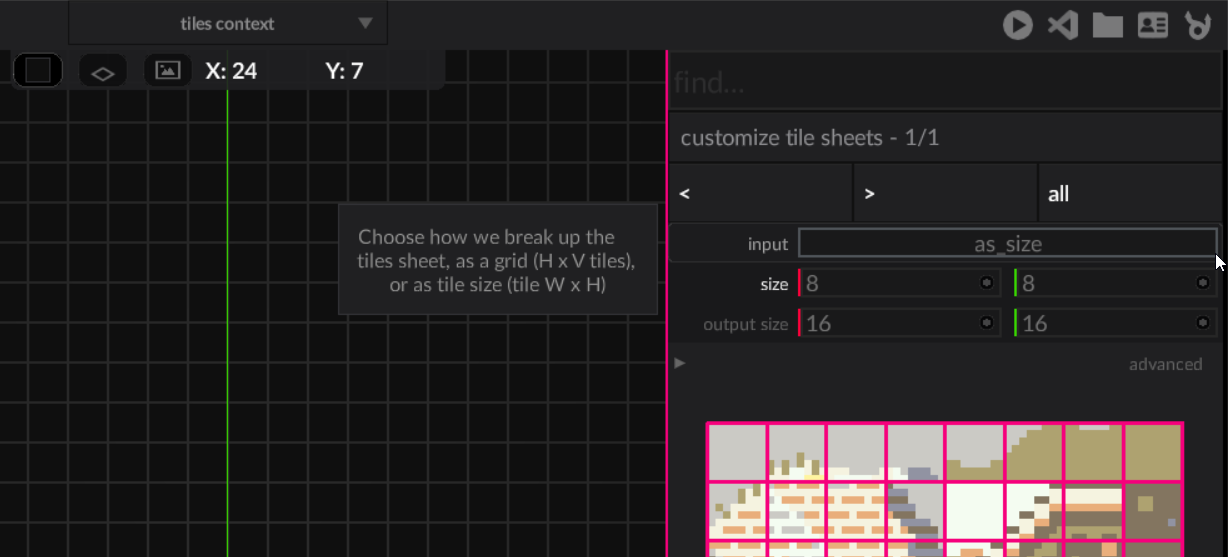 tiles context
X: 24 Y: 7
find...
customize tile sheets - 1/1
< > all
Choose how we break up the
tiles sheet, as a grid (H x V tiles),
or as tile size (tile W x H)
input as_size
size 8 8
output size 16 16
advanced